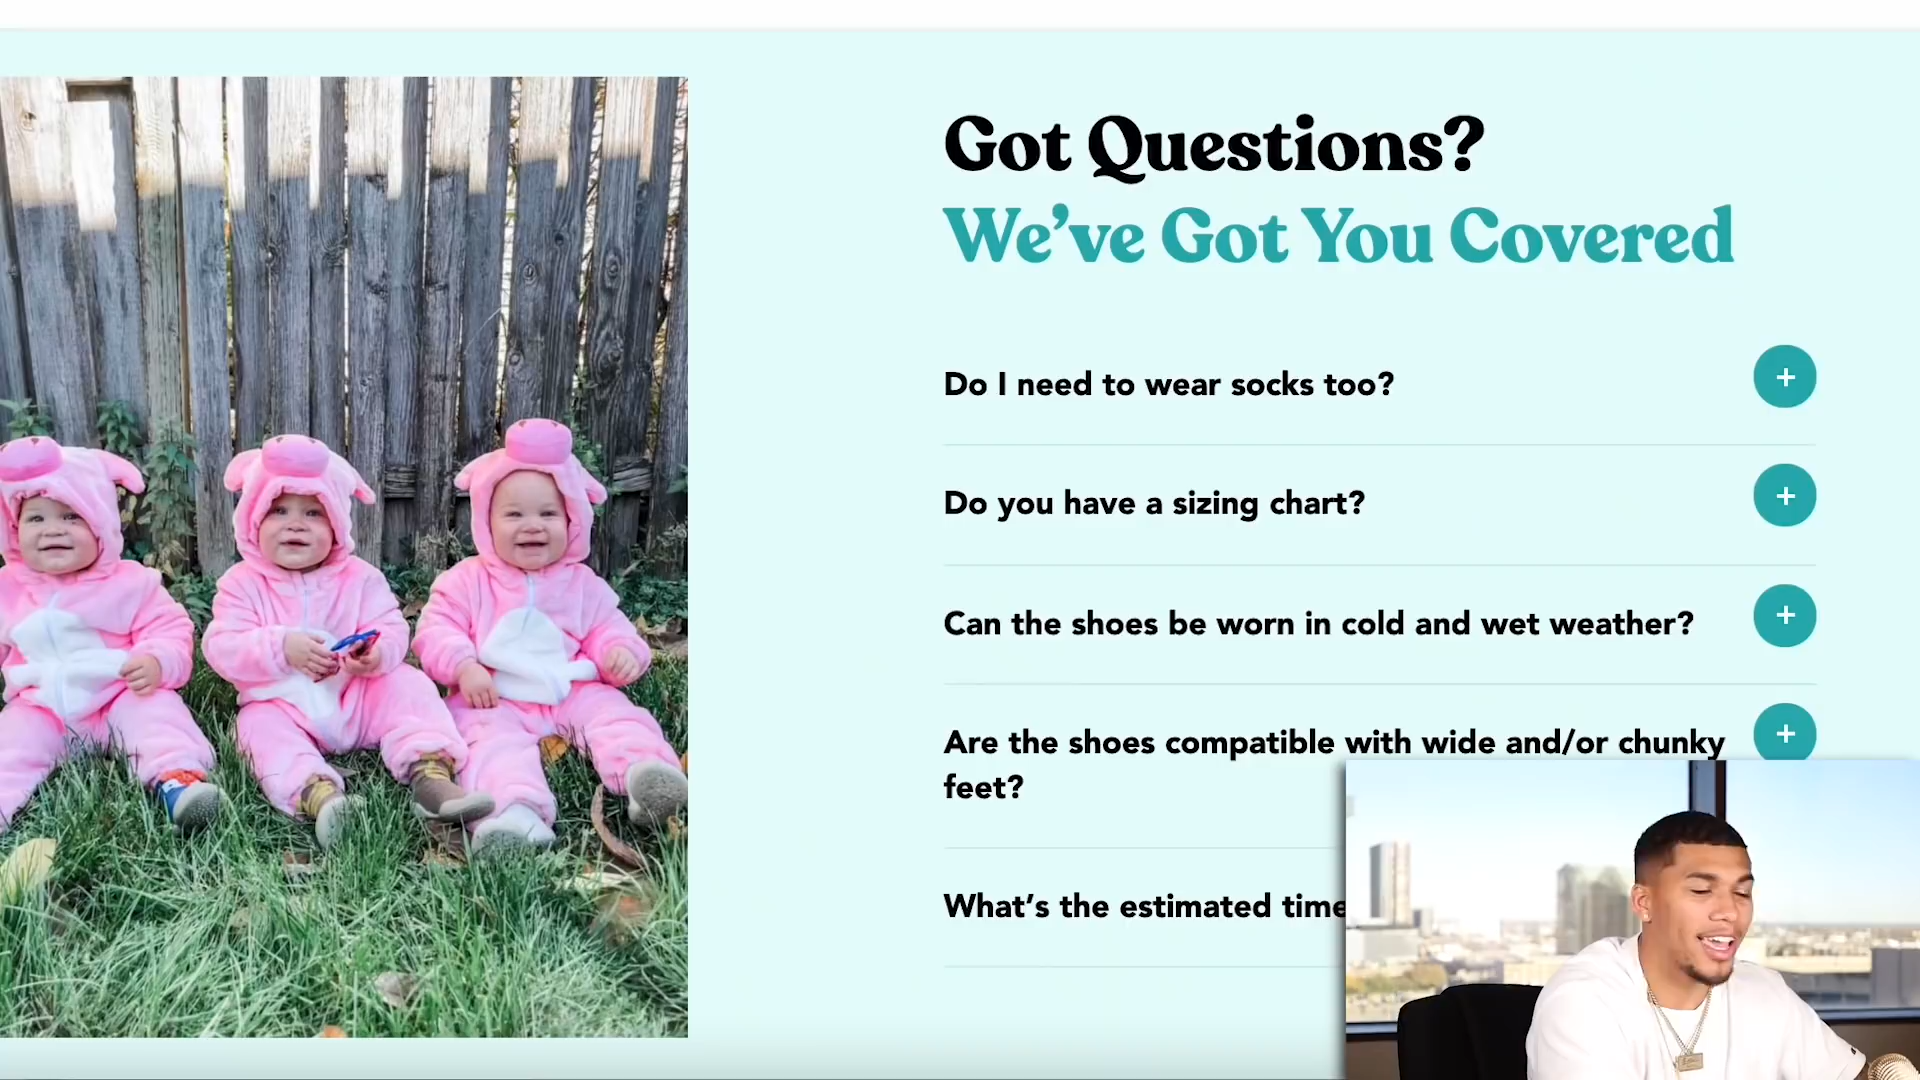 Got Questions?
We’ve Got You Covered
Do I need to wear socks too?
Do you have a sizing chart?
Can the shoes be worn in cold and wet weather?
Are the shoes compatible with wide and/or chunky
feet?
What’s the estimated time